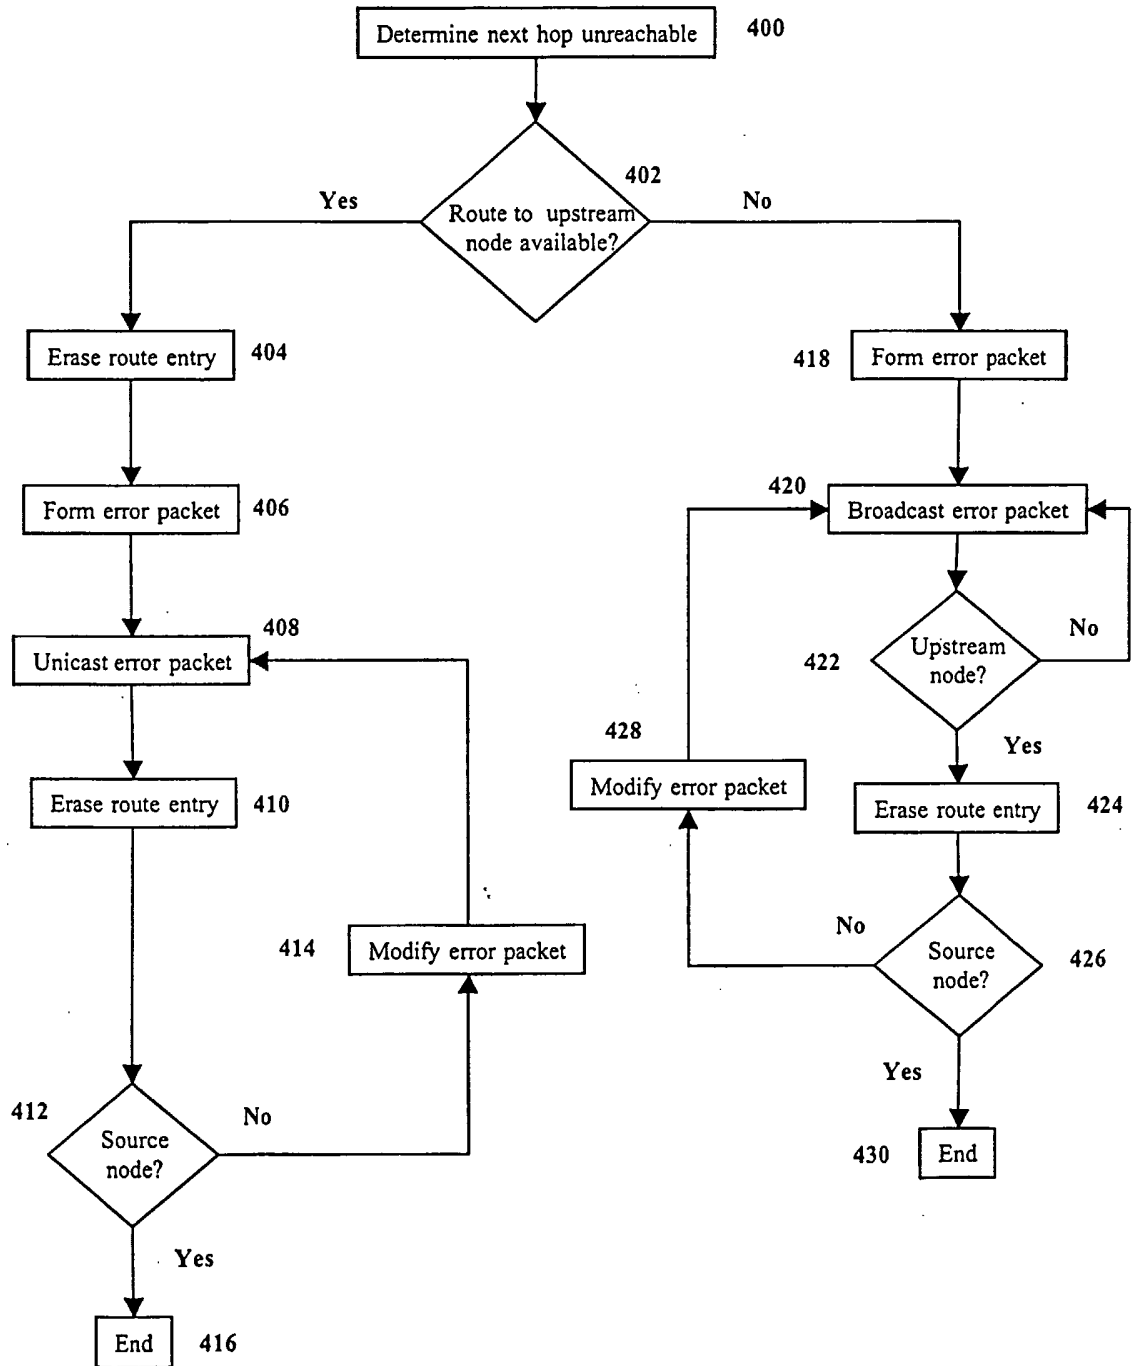 Determine next hop unreachable
400
402
Yes
Route to upstream
node available?
No
Erase route entry
404
418
Form error packet
Form error packet
406
420
Broadcast error packet
408
Unicast error packet
422
Upstream
node?
No
428
Yes
Modify error packet
Erase route entry
410
Erase route entry
424
414
Modify error packet
No
Source
node?
426
412
Source
node?
No
Yes
430
End
Yes
End
416